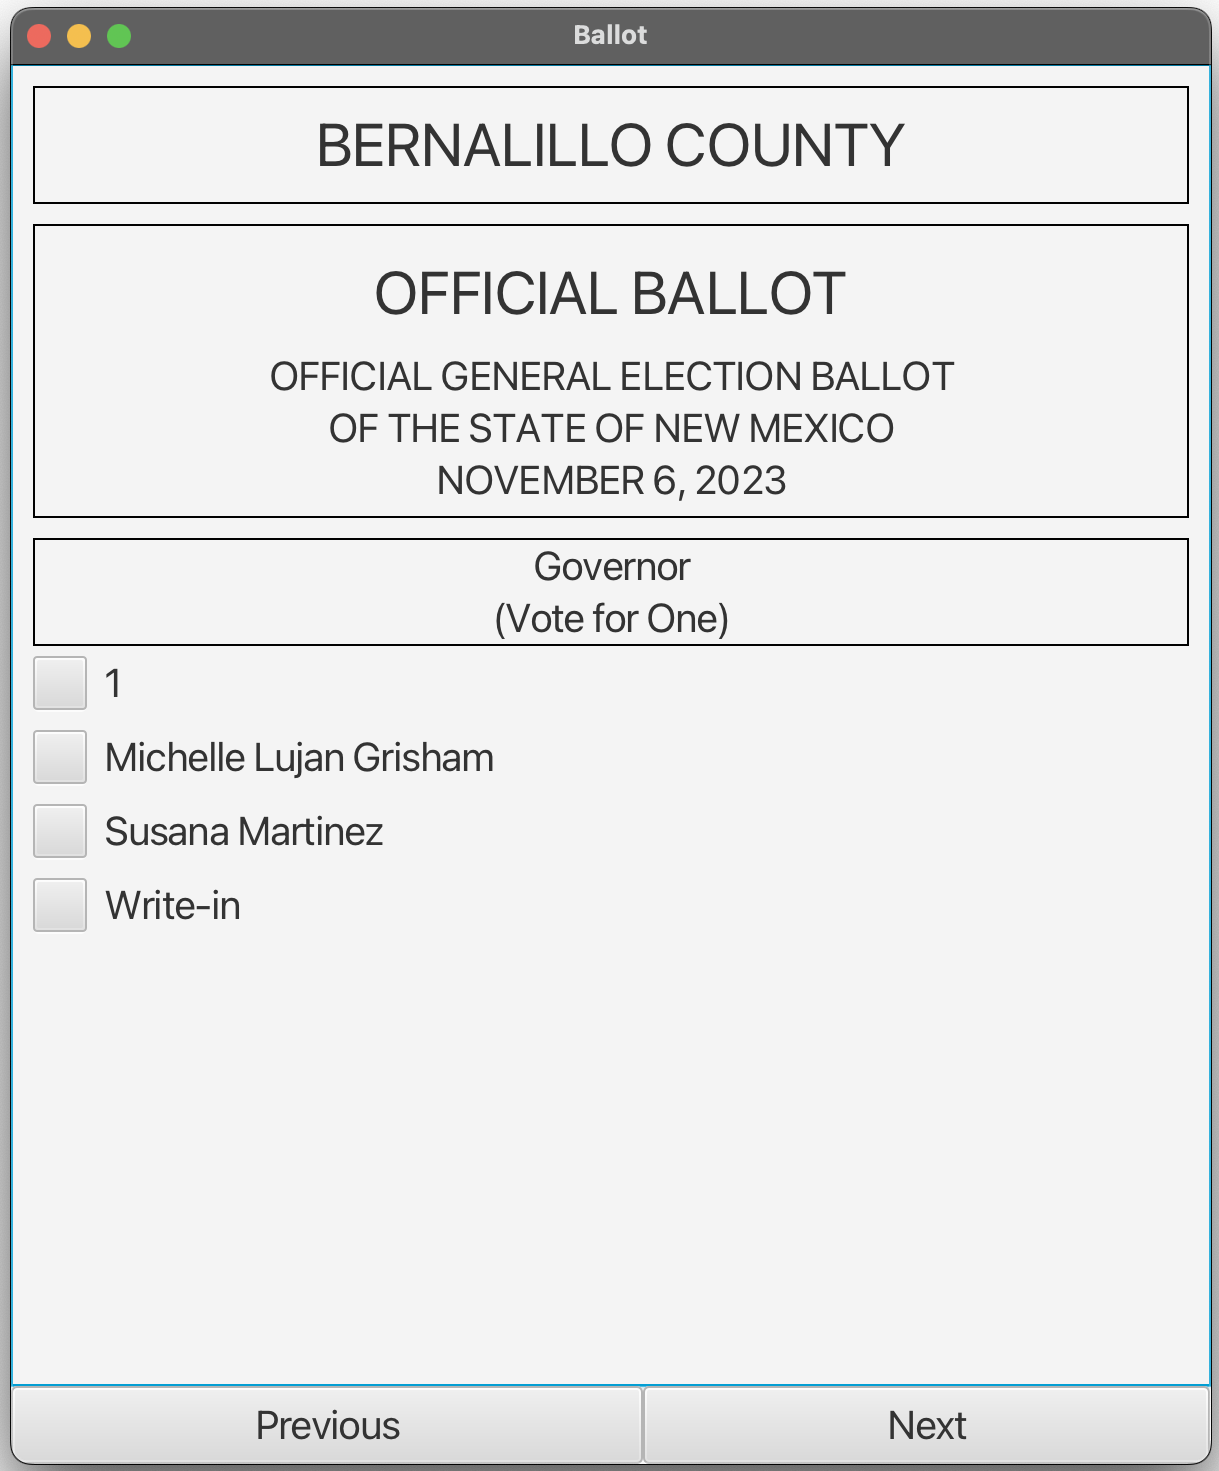 Ballot
BERNALILLO COUNTY
OFFICIAL BALLOT
OFFICIAL GENERAL ELECTION BALLOT
OF THE STATE OF NEW MEXICO
NOVEMBER 6, 2023
Governor
(Vote for One)
1
Michelle Lujan Grisham
Susana Martinez
Write-in
Previous
Next